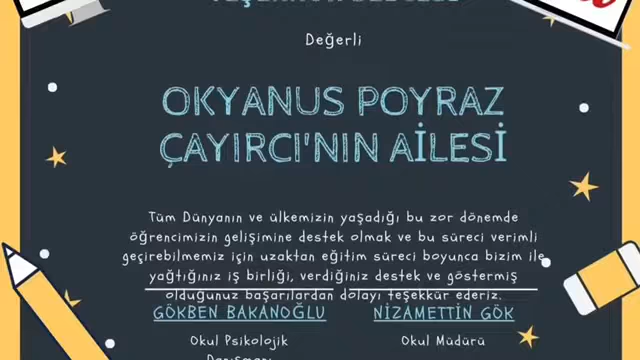 Değerli
OKYANUS POYRAZ
ÇAYIRCI'NIN AİLESİ
Tüm Dünyanın ve ülkemizin yaşadığı bu zor dönemde
öğrencimizin gelişimine destek olmak ve bu süreci verimli
geçirebilmemiz için uzaktan eğitim süreci boyunca bizim ile
yağtığınız iş birliği, verdiğiniz destek ve göstermiş
olduğunuz başarılardan dolayı teşekkür ederiz.
GÖKBEN BAKANOĞLU NİZAMETTİN GÖK
Okul Psikolojik Okul Müdürü